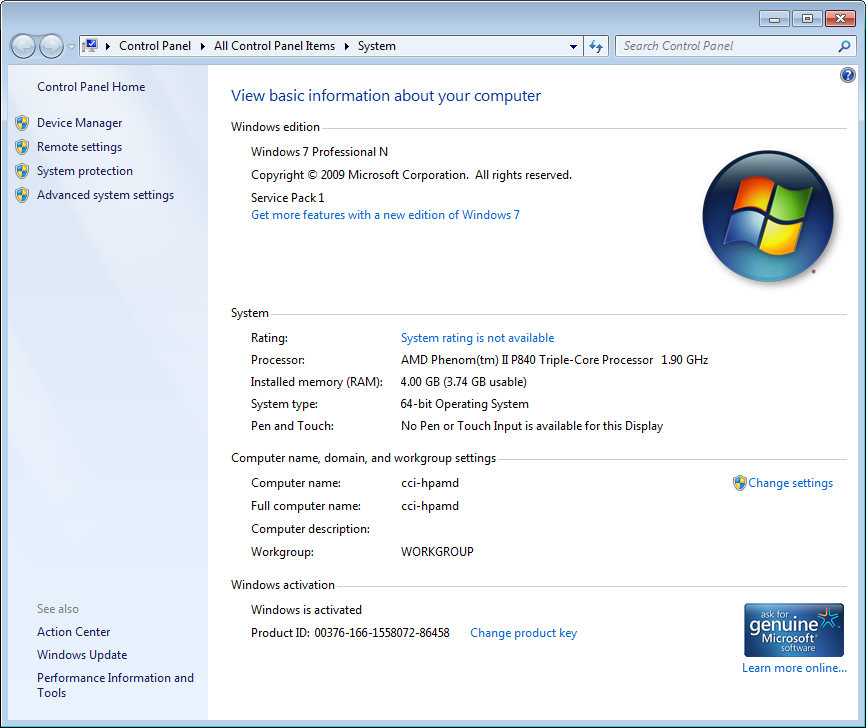 Control Panel
All Control Panel Items
System
Search Control Panel
Control Panel Home
Device Manager
Remote settings
System protection
Advanced system settings
See also
Action Center
Windows Update
Performance Information and
Tools
View basic information about your computer
Windows edition
Windows 7 Professional N
Copyright © 2009 Microsoft Corporation.  All rights reserved.
Service Pack 1
Get more features with a new edition of Windows 7
System
Rating: System rating is not available
Processor: AMD Phenom(tm) II P840 Triple-Core Processor   1.90 GHz
Installed memory (RAM): 4.00 GB (3.74 GB usable)
System type: 64-bit Operating System
Pen and Touch: No Pen or Touch Input is available for this Display
Computer name, domain, and workgroup settings
Computer name: cci-hpamd Change settings
Full computer name: cci-hpamd
Computer description:
Workgroup: WORKGROUP
Windows activation
Windows is activated
Product ID: 00376-166-1558072-86458 Change product key
ask for
genuine
Microsoft®
software
Learn more online...